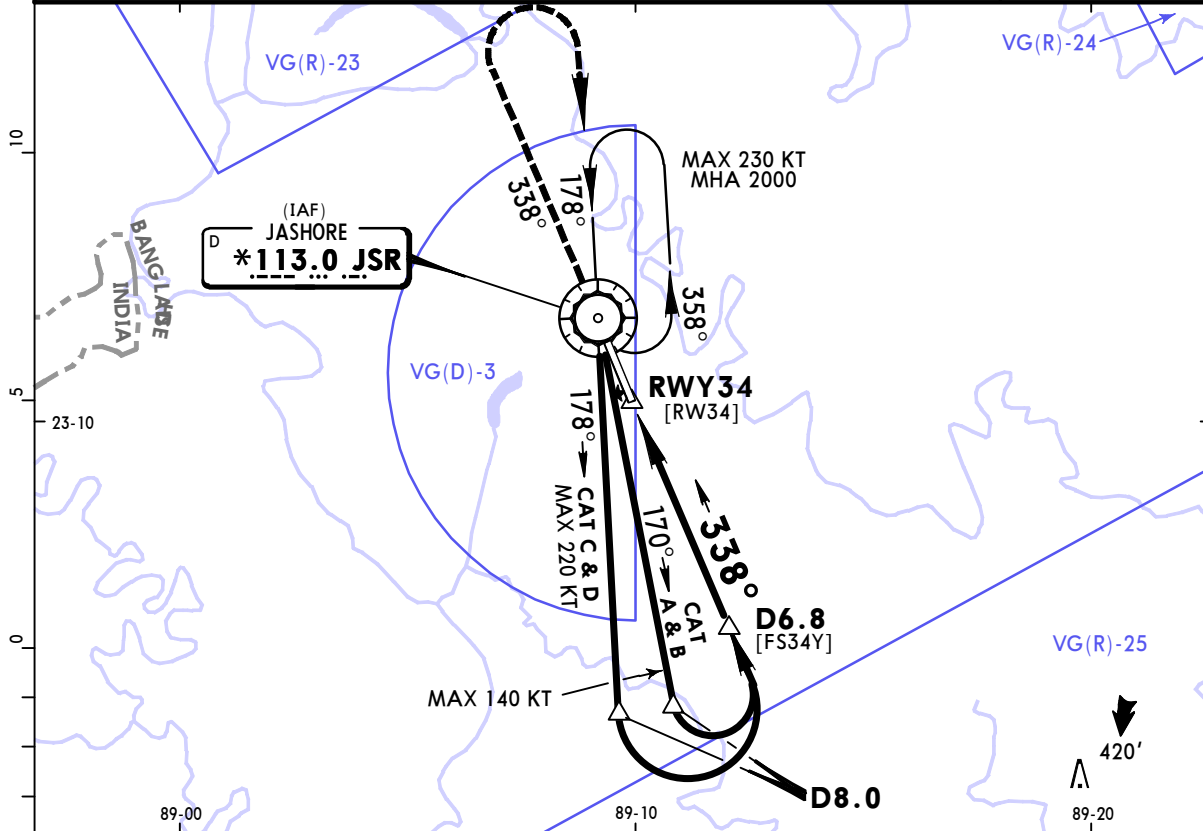 VG(R)-23
VG(R)-24
10
MAX 230 KT
MHA 2000
338°
178°
(IAF)
JASHORE
D
*113.0 JSR
BANGLADE
INDIA
358°
VG(D)-3
RWY34
[RW34]
5
23-10
178°
CAT C & D
MAX 220 KT
170°
CAT
A & B
338°
D6.8
[FS34Y]
0
VG(R)-25
MAX 140 KT
420'
D8.0
89-00
89-10
89-20